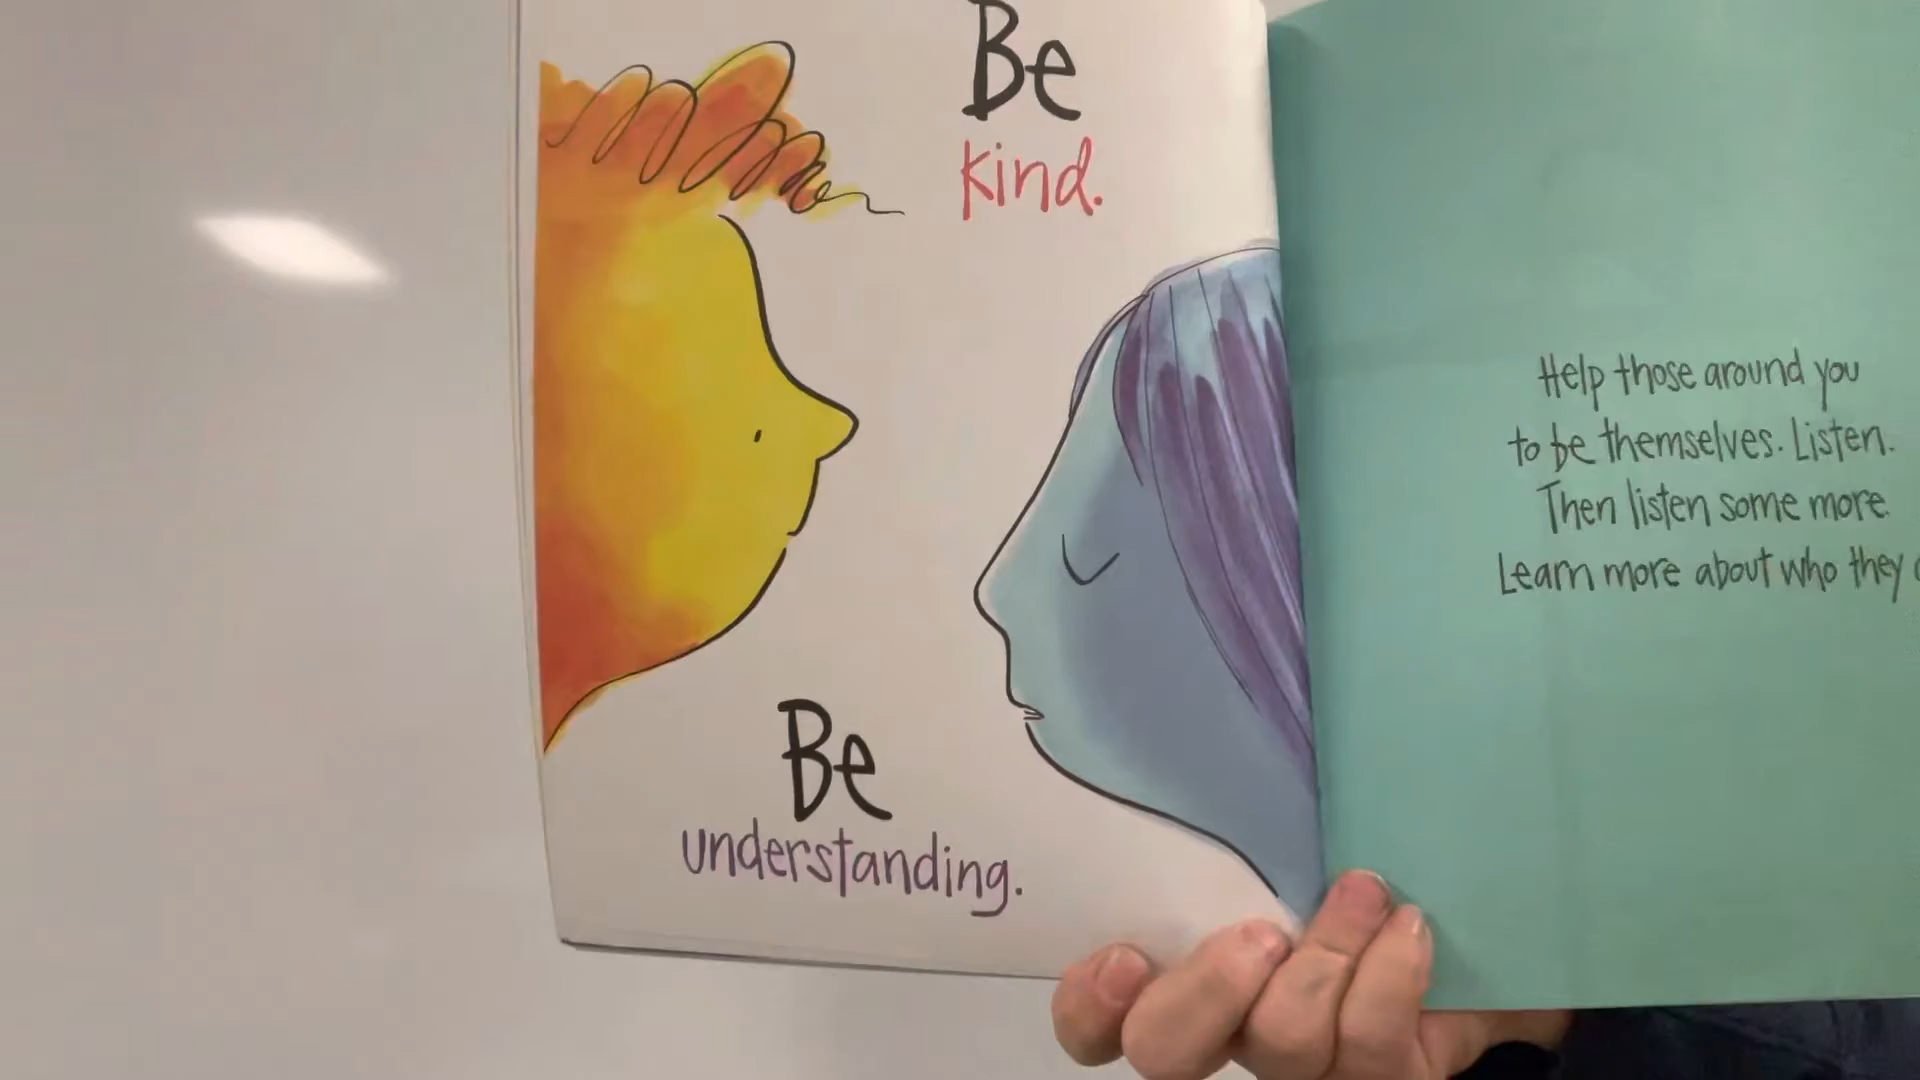 Be
kind.
Be
understanding.
Help those around you
to be themselves. Listen.
Then listen some more.
Learn more about who they